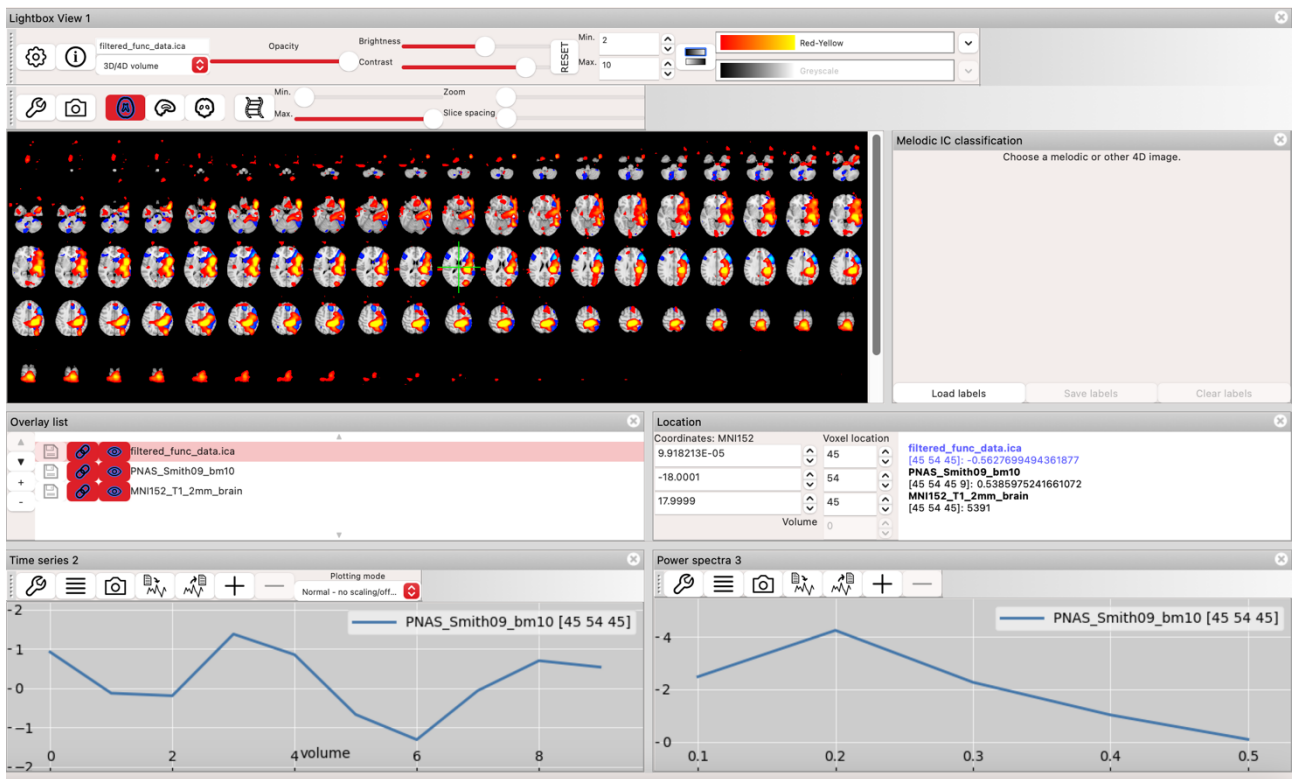 Lightbox View 1
filtered_func_data.ica
3D/4D volume
Opacity
Brightness
Contrast
RESET
Min. 2
Max. 10
Red-Yellow
Greyscale
Min.
Max.
Zoom
Slice spacing
Melodic IC classification
Choose a melodic or other 4D image.
Load labels
Save labels
Clear labels
Overlay list
filtered_func_data.ica
PNAS_Smith09_bm10
MNI152_T1_2mm_brain
Location
Coordinates: MNI152
Voxel location
9.918213E-05
45
-18.0001
54
17.9999
45
Volume 0
filtered_func_data.ica
[45 54 45]: -0.5627699494361877
PNAS_Smith09_bm10
[45 54 45 9]: 0.5385975241661072
MNI152_T1_2mm_brain
[45 54 45]: 5391
Time series 2
Plotting mode
Normal - no scaling/off...
PNAS_Smith09_bm10 [45 54 45]
2
1
0
-1
-2
0 2 4 6 8
volume
Power spectra 3
PNAS_Smith09_bm10 [45 54 45]
4
2
0
0.1 0.2 0.3 0.4 0.5